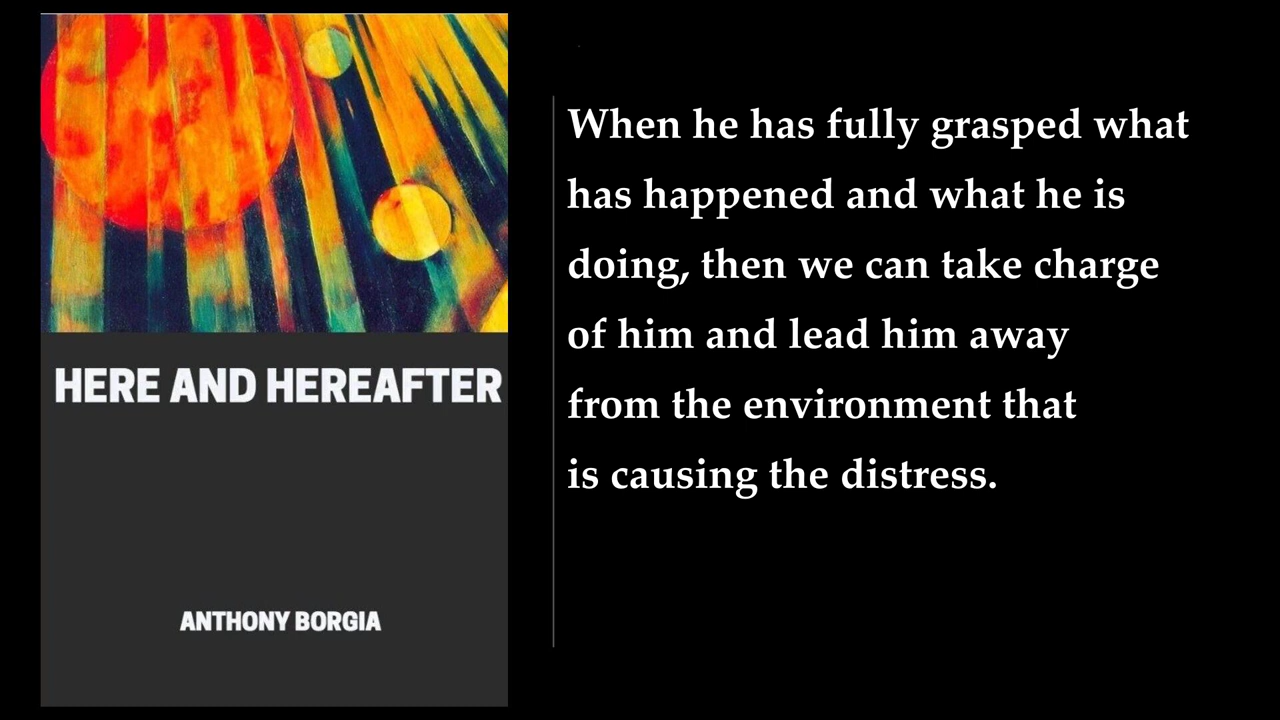 HERE AND HEREAFTER
ANTHONY BORGIA
When he has fully grasped what
has happened and what he is
doing, then we can take charge
of him and lead him away
from the environment that
is causing the distress.